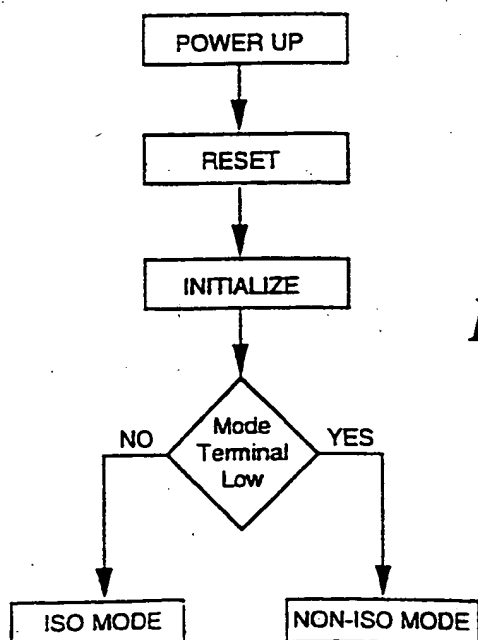 POWER UP
RESET
INITIALIZE
Mode
Terminal
Low
NO
YES
ISO MODE
NON-ISO MODE